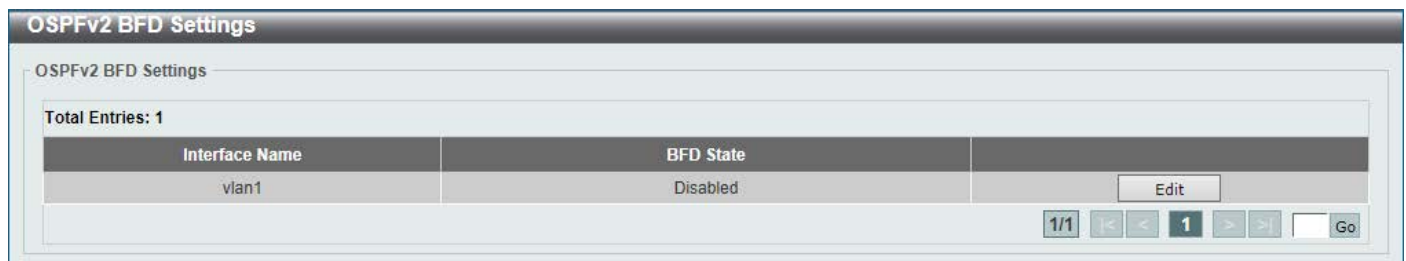 OSPFv2 BFD Settings
OSPFv2 BFD Settings
Total Entries: 1
Interface Name BFD State
vlan1 Disabled Edit
1/1 |< < 1 > >| Go